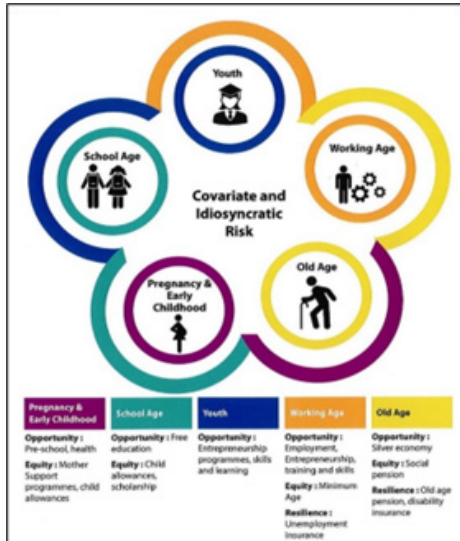 Youth
School Age
Working Age
Covariate and
Idiosyncratic
Risk
Pregnancy &
Early
Childhood
Old Age
Pregnancy &
Early Childhood
Opportunity :
Pre-school, health
Equity : Mother
Support
programmes, child
allowances
School Age
Opportunity : Free
education
Equity : Child
allowances,
scholarship
Youth
Opportunity :
Entrepreneurship
programmes, skills
and learning
Working Age
Opportunity :
Employment,
Entrepreneurship,
training and skills
Equity : Minimum
Age
Resilience :
Unemployment
Insurance
Old Age
Opportunity :
Silver economy
Equity : Social
pension
Resilience : Old age
pension, disability
insurance